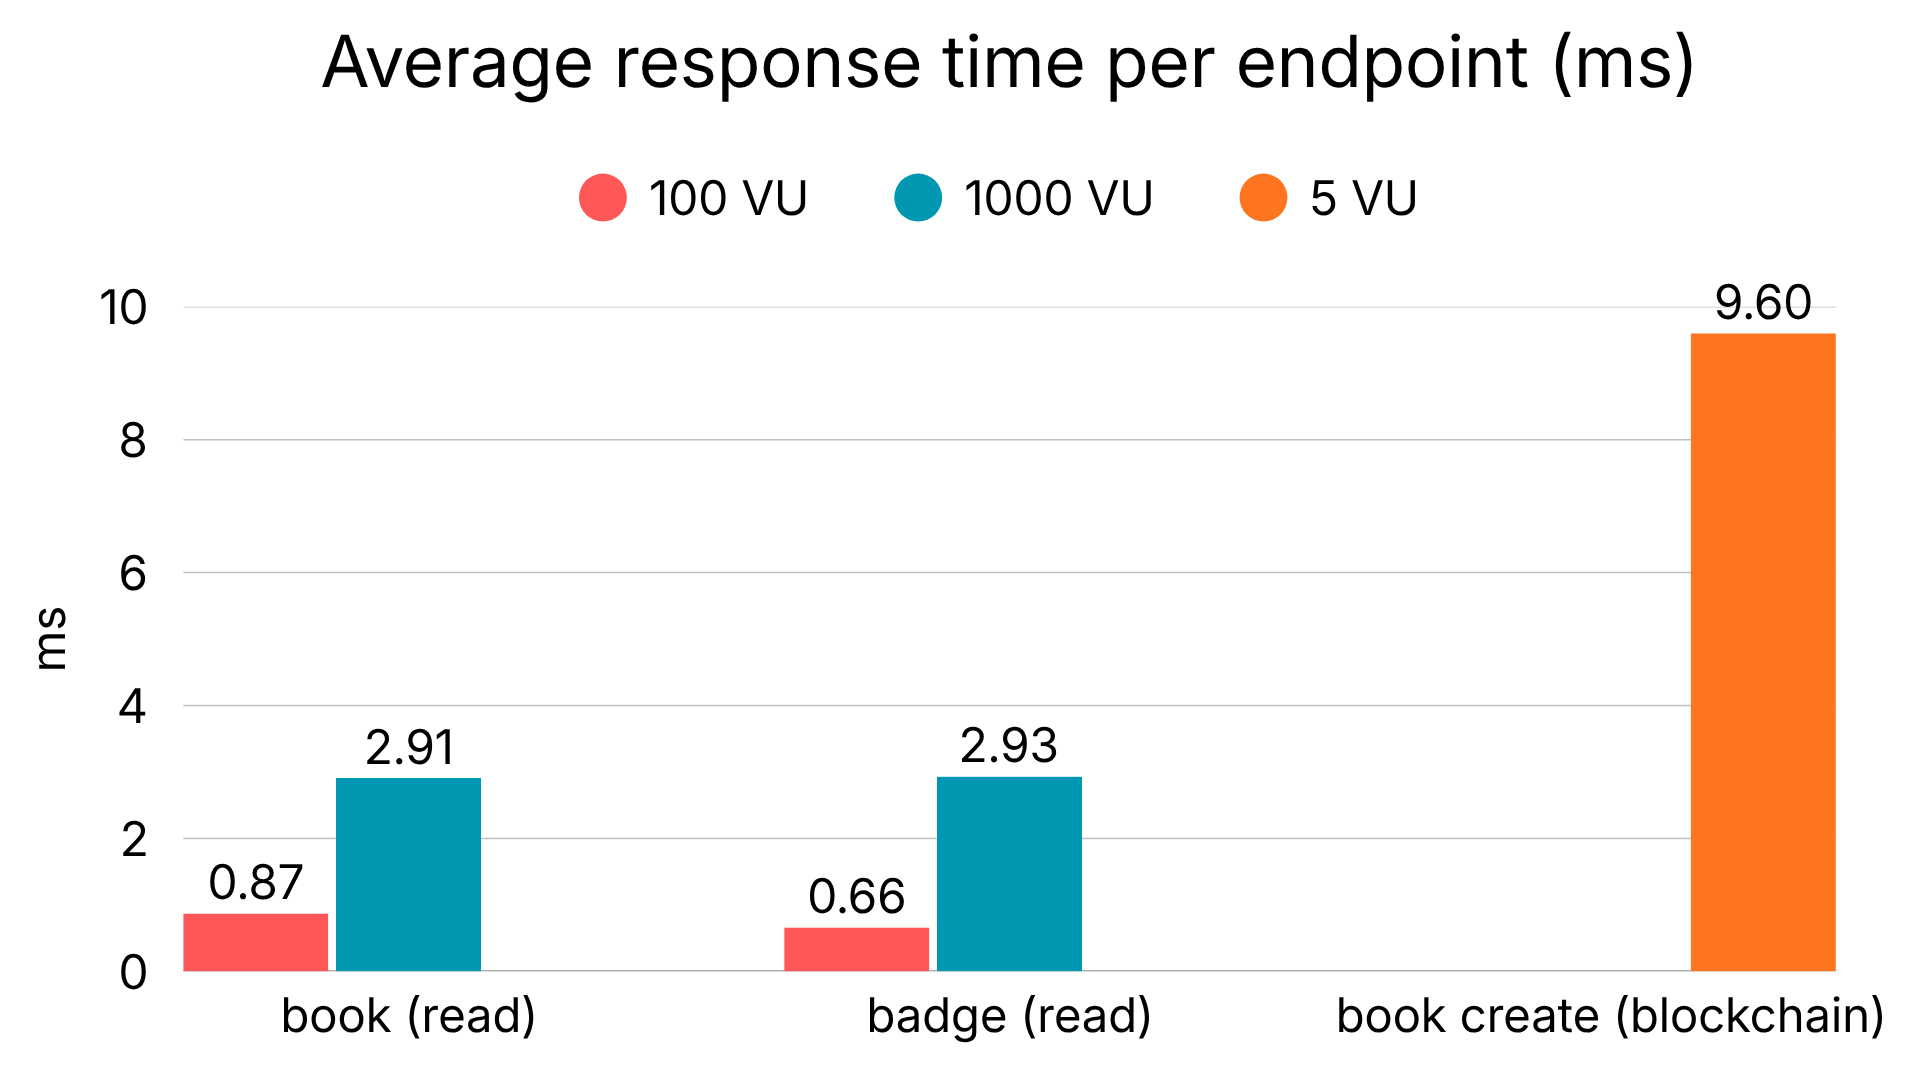 Average response time per endpoint (ms)
100 VU 1000 VU 5 VU
10
8
6
4
2
0
ms
0.87
2.91
0.66
2.93
9.60
book (read) badge (read) book create (blockchain)